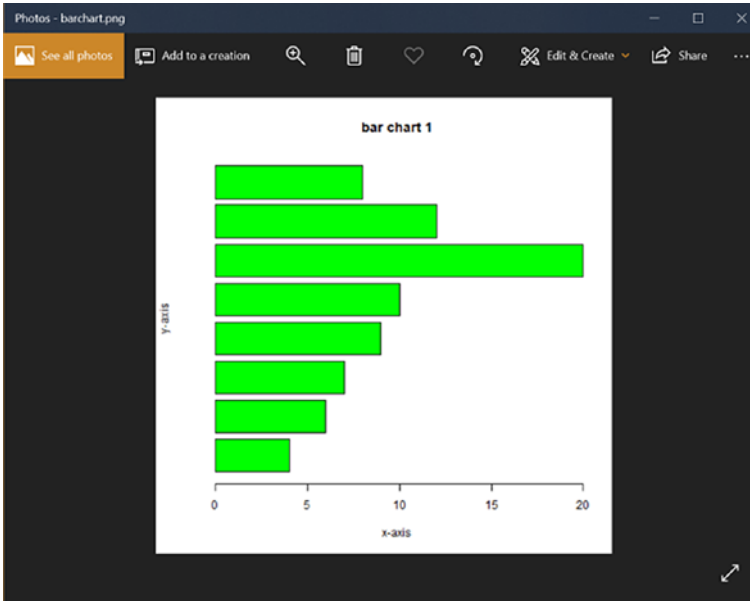 Photos - barchart.png
See all photos Add to a creation Edit & Create Share
bar chart 1
y-axis
0 5 10 15 20
x-axis